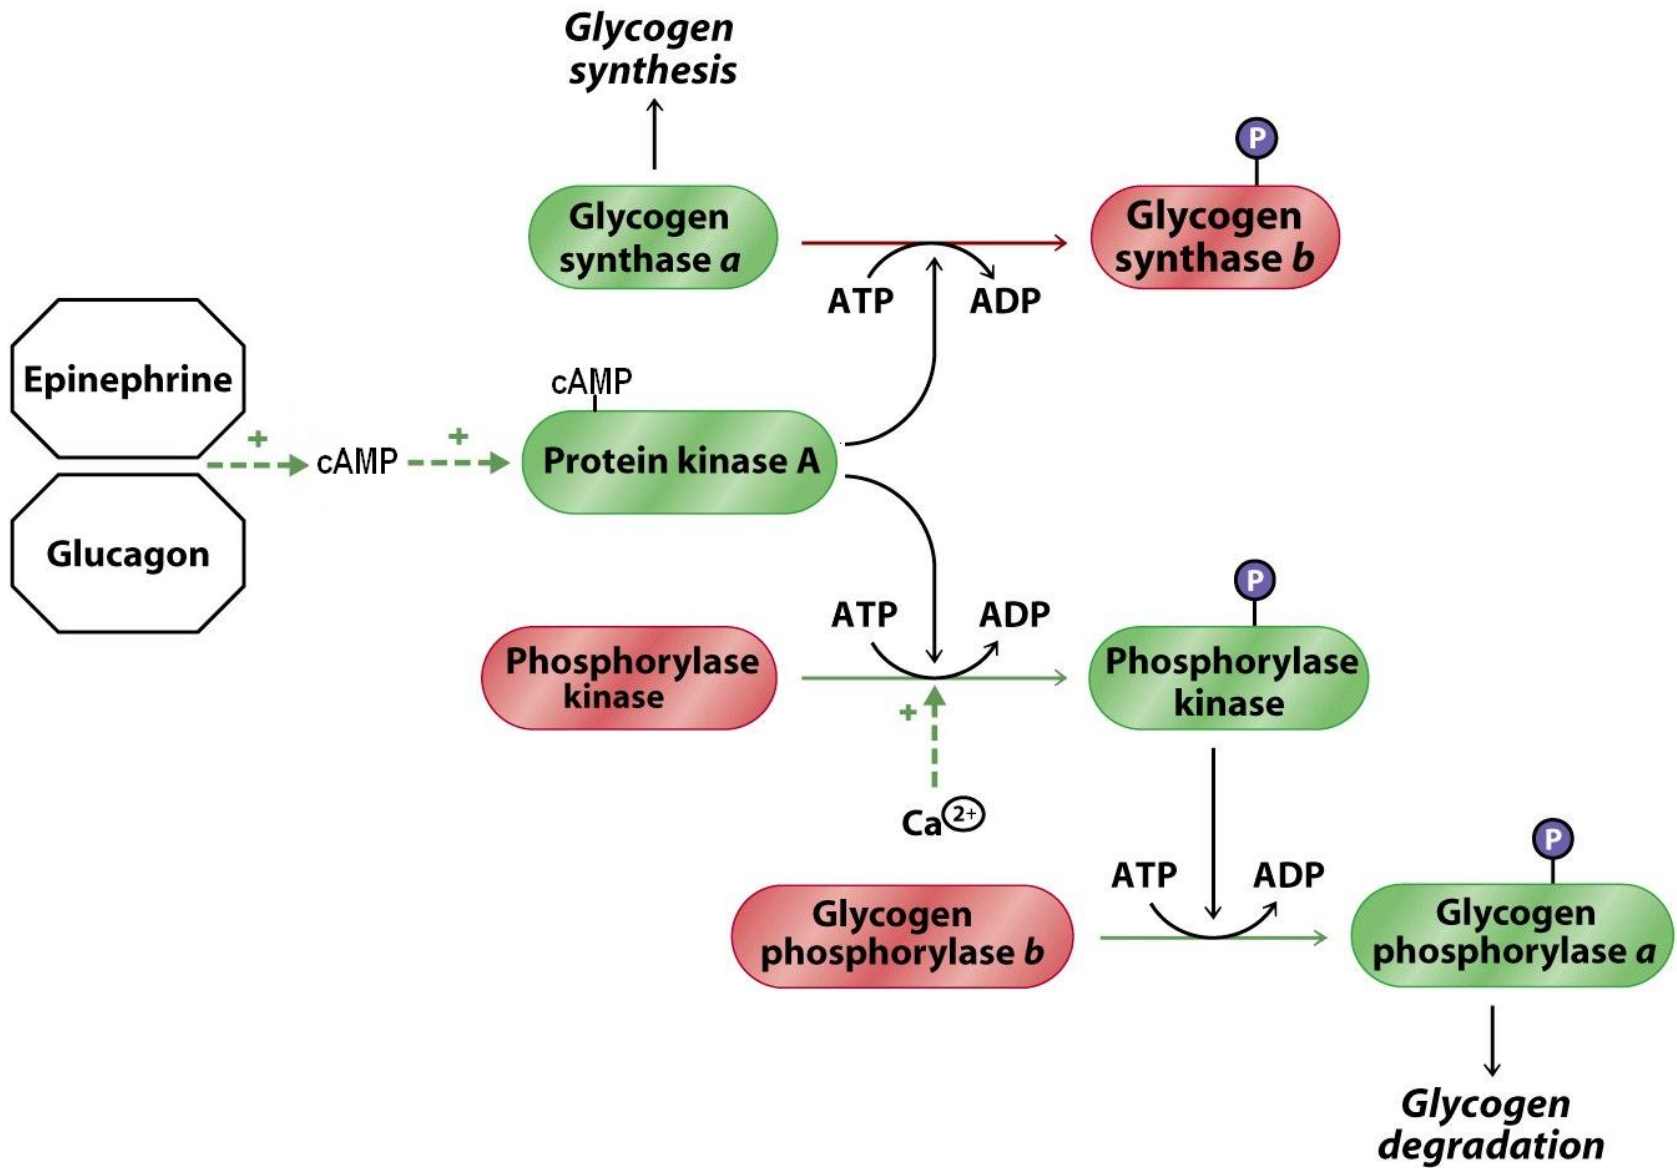 Glycogen
synthesis
P
Glycogen
synthase a
Glycogen
synthase b
ATP
ADP
Epinephrine
cAMP
+
+
cAMP
Protein kinase A
Glucagon
P
ATP
ADP
Phosphorylase
kinase
Phosphorylase
kinase
+
Ca2+
P
ATP
ADP
Glycogen
phosphorylase b
Glycogen
phosphorylase a
Glycogen
degradation